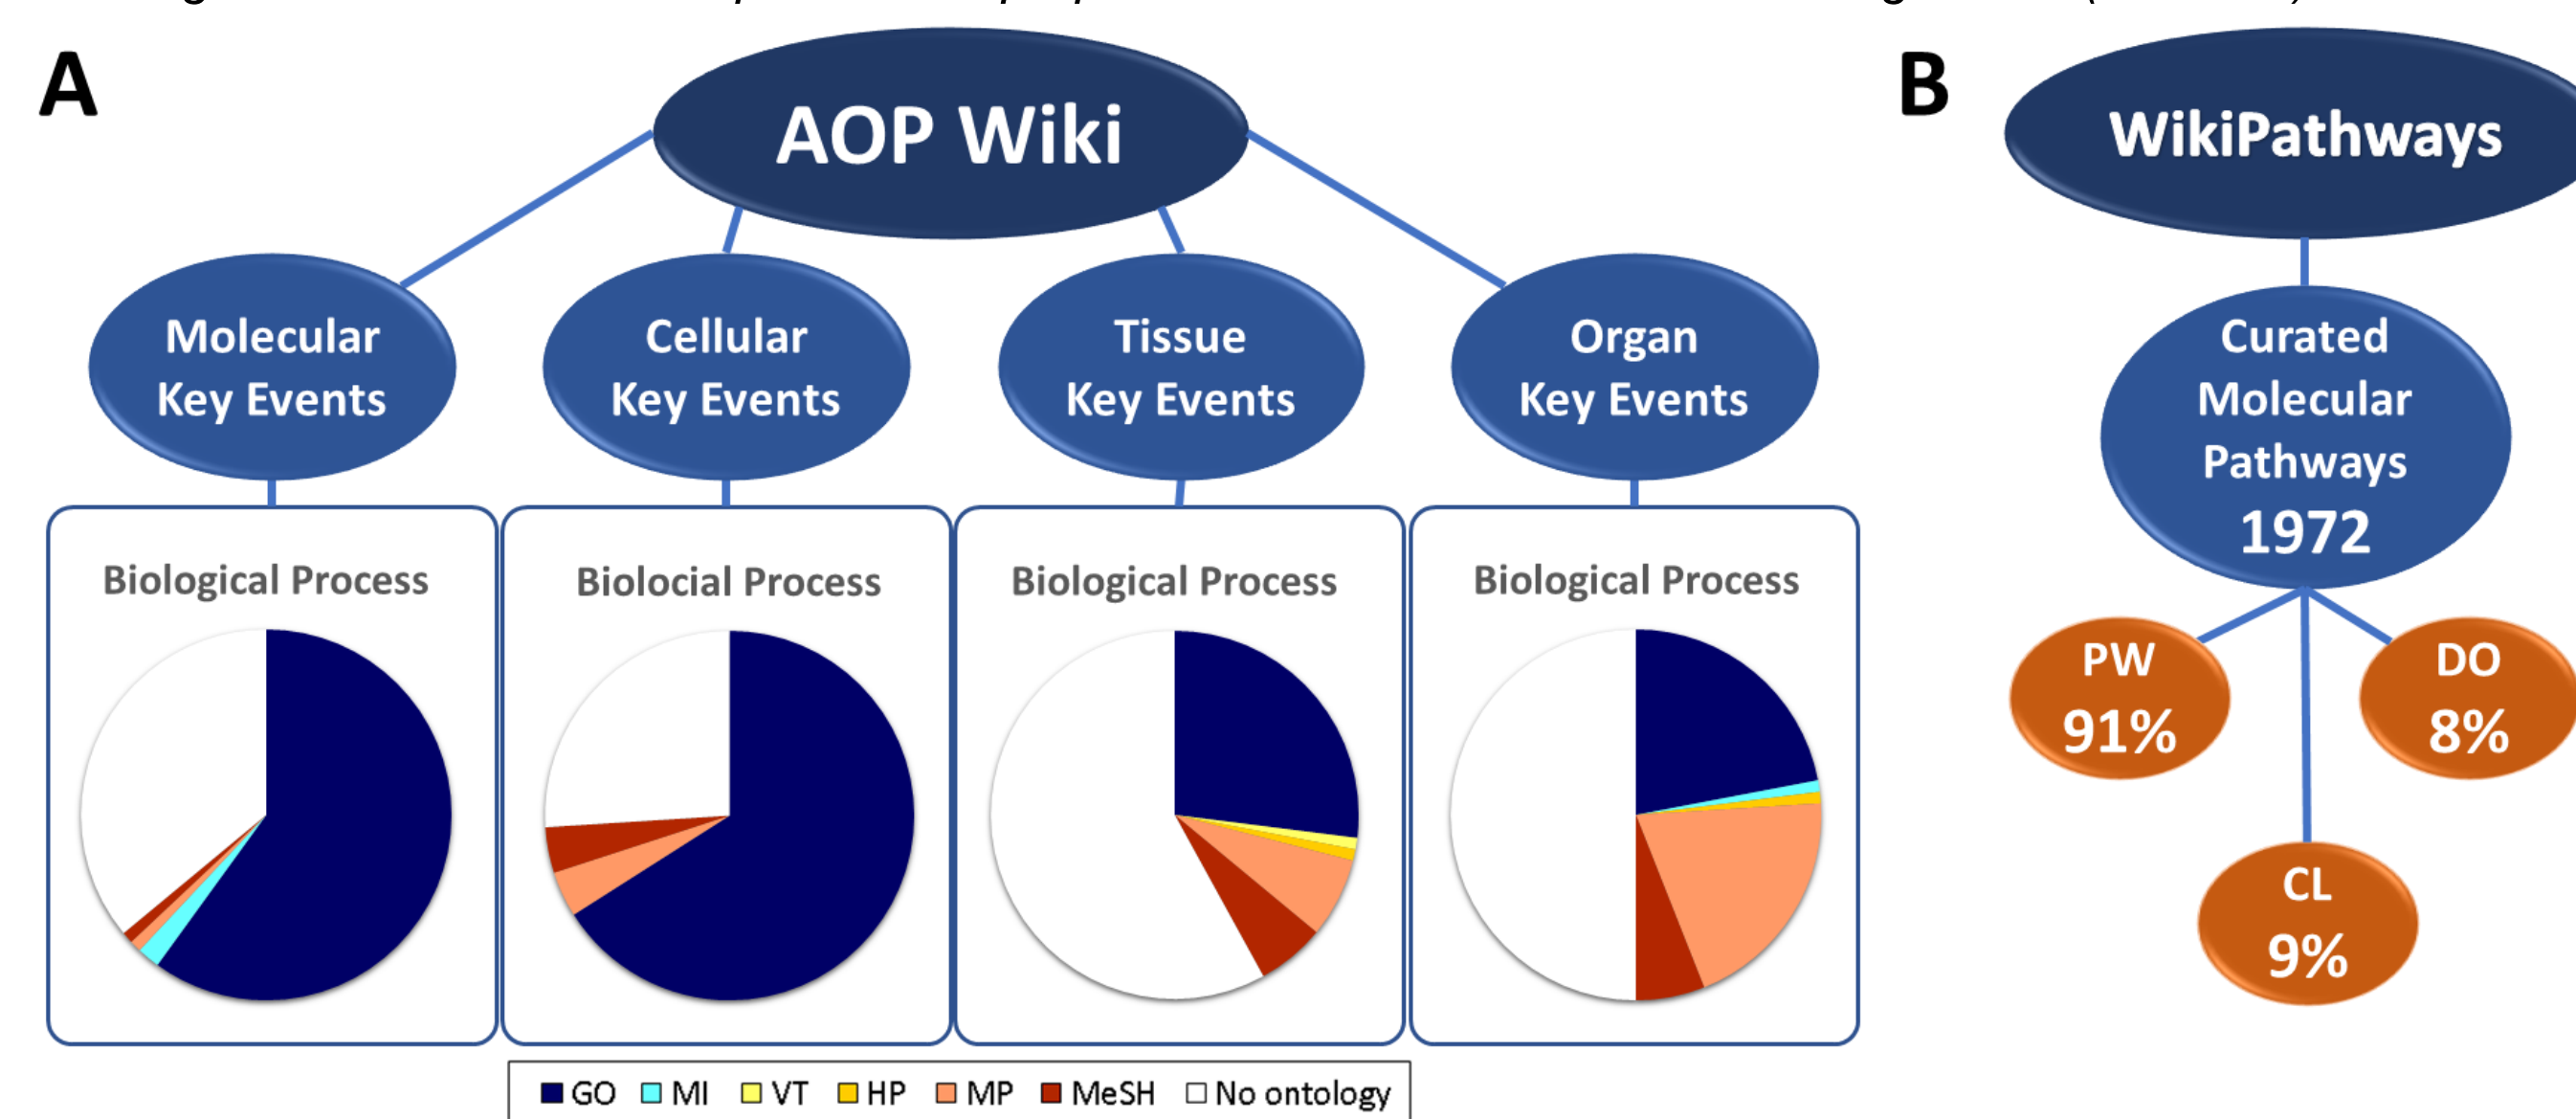 A
AOP Wiki
Molecular
Key Events
Cellular
Key Events
Tissue
Key Events
Organ
Key Events
Biological Process
Biolocial Process
Biological Process
Biological Process
GO MI VT HP MP MeSH No ontology
B
WikiPathways
Curated
Molecular
Pathways
1972
PW
91%
DO
8%
CL
9%